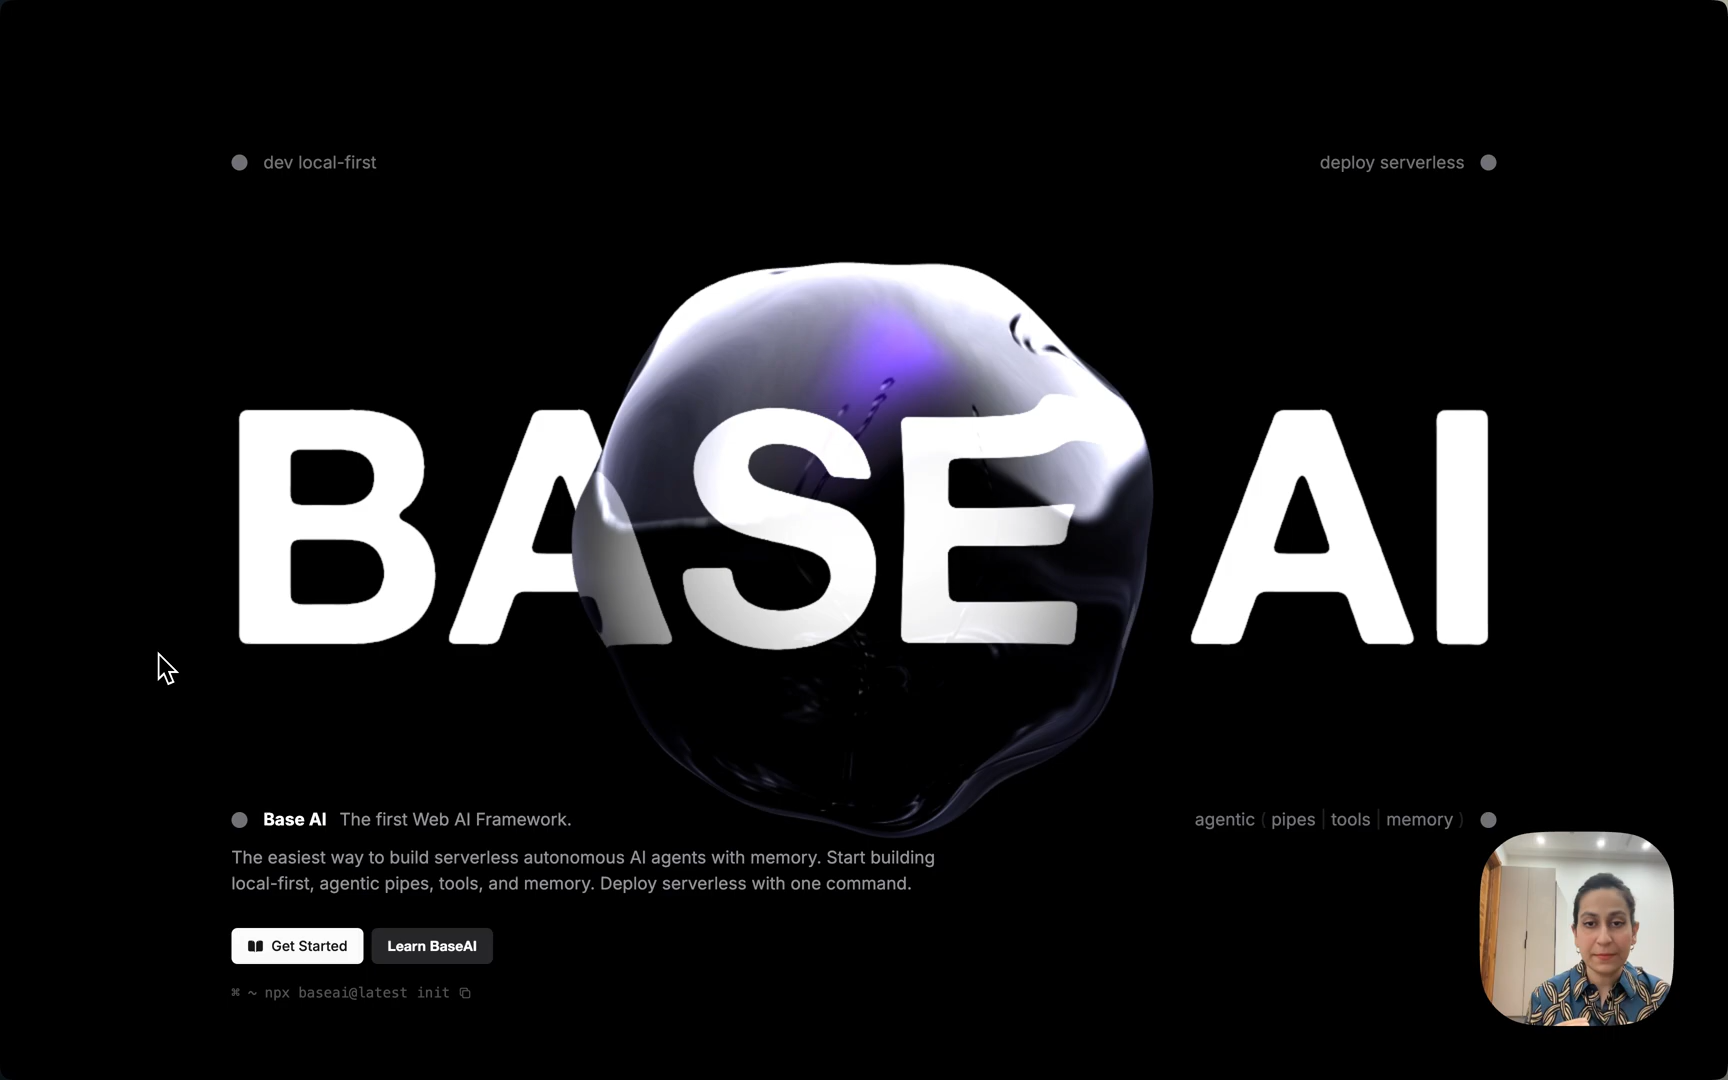 dev local-first
deploy serverless
BASE AI
Base AI The first Web AI Framework.
agentic ( pipes | tools | memory )
The easiest way to build serverless autonomous AI agents with memory. Start building
local-first, agentic pipes, tools, and memory. Deploy serverless with one command.
Get Started
Learn BaseAI
⌘ ~ npx baseai@latest init